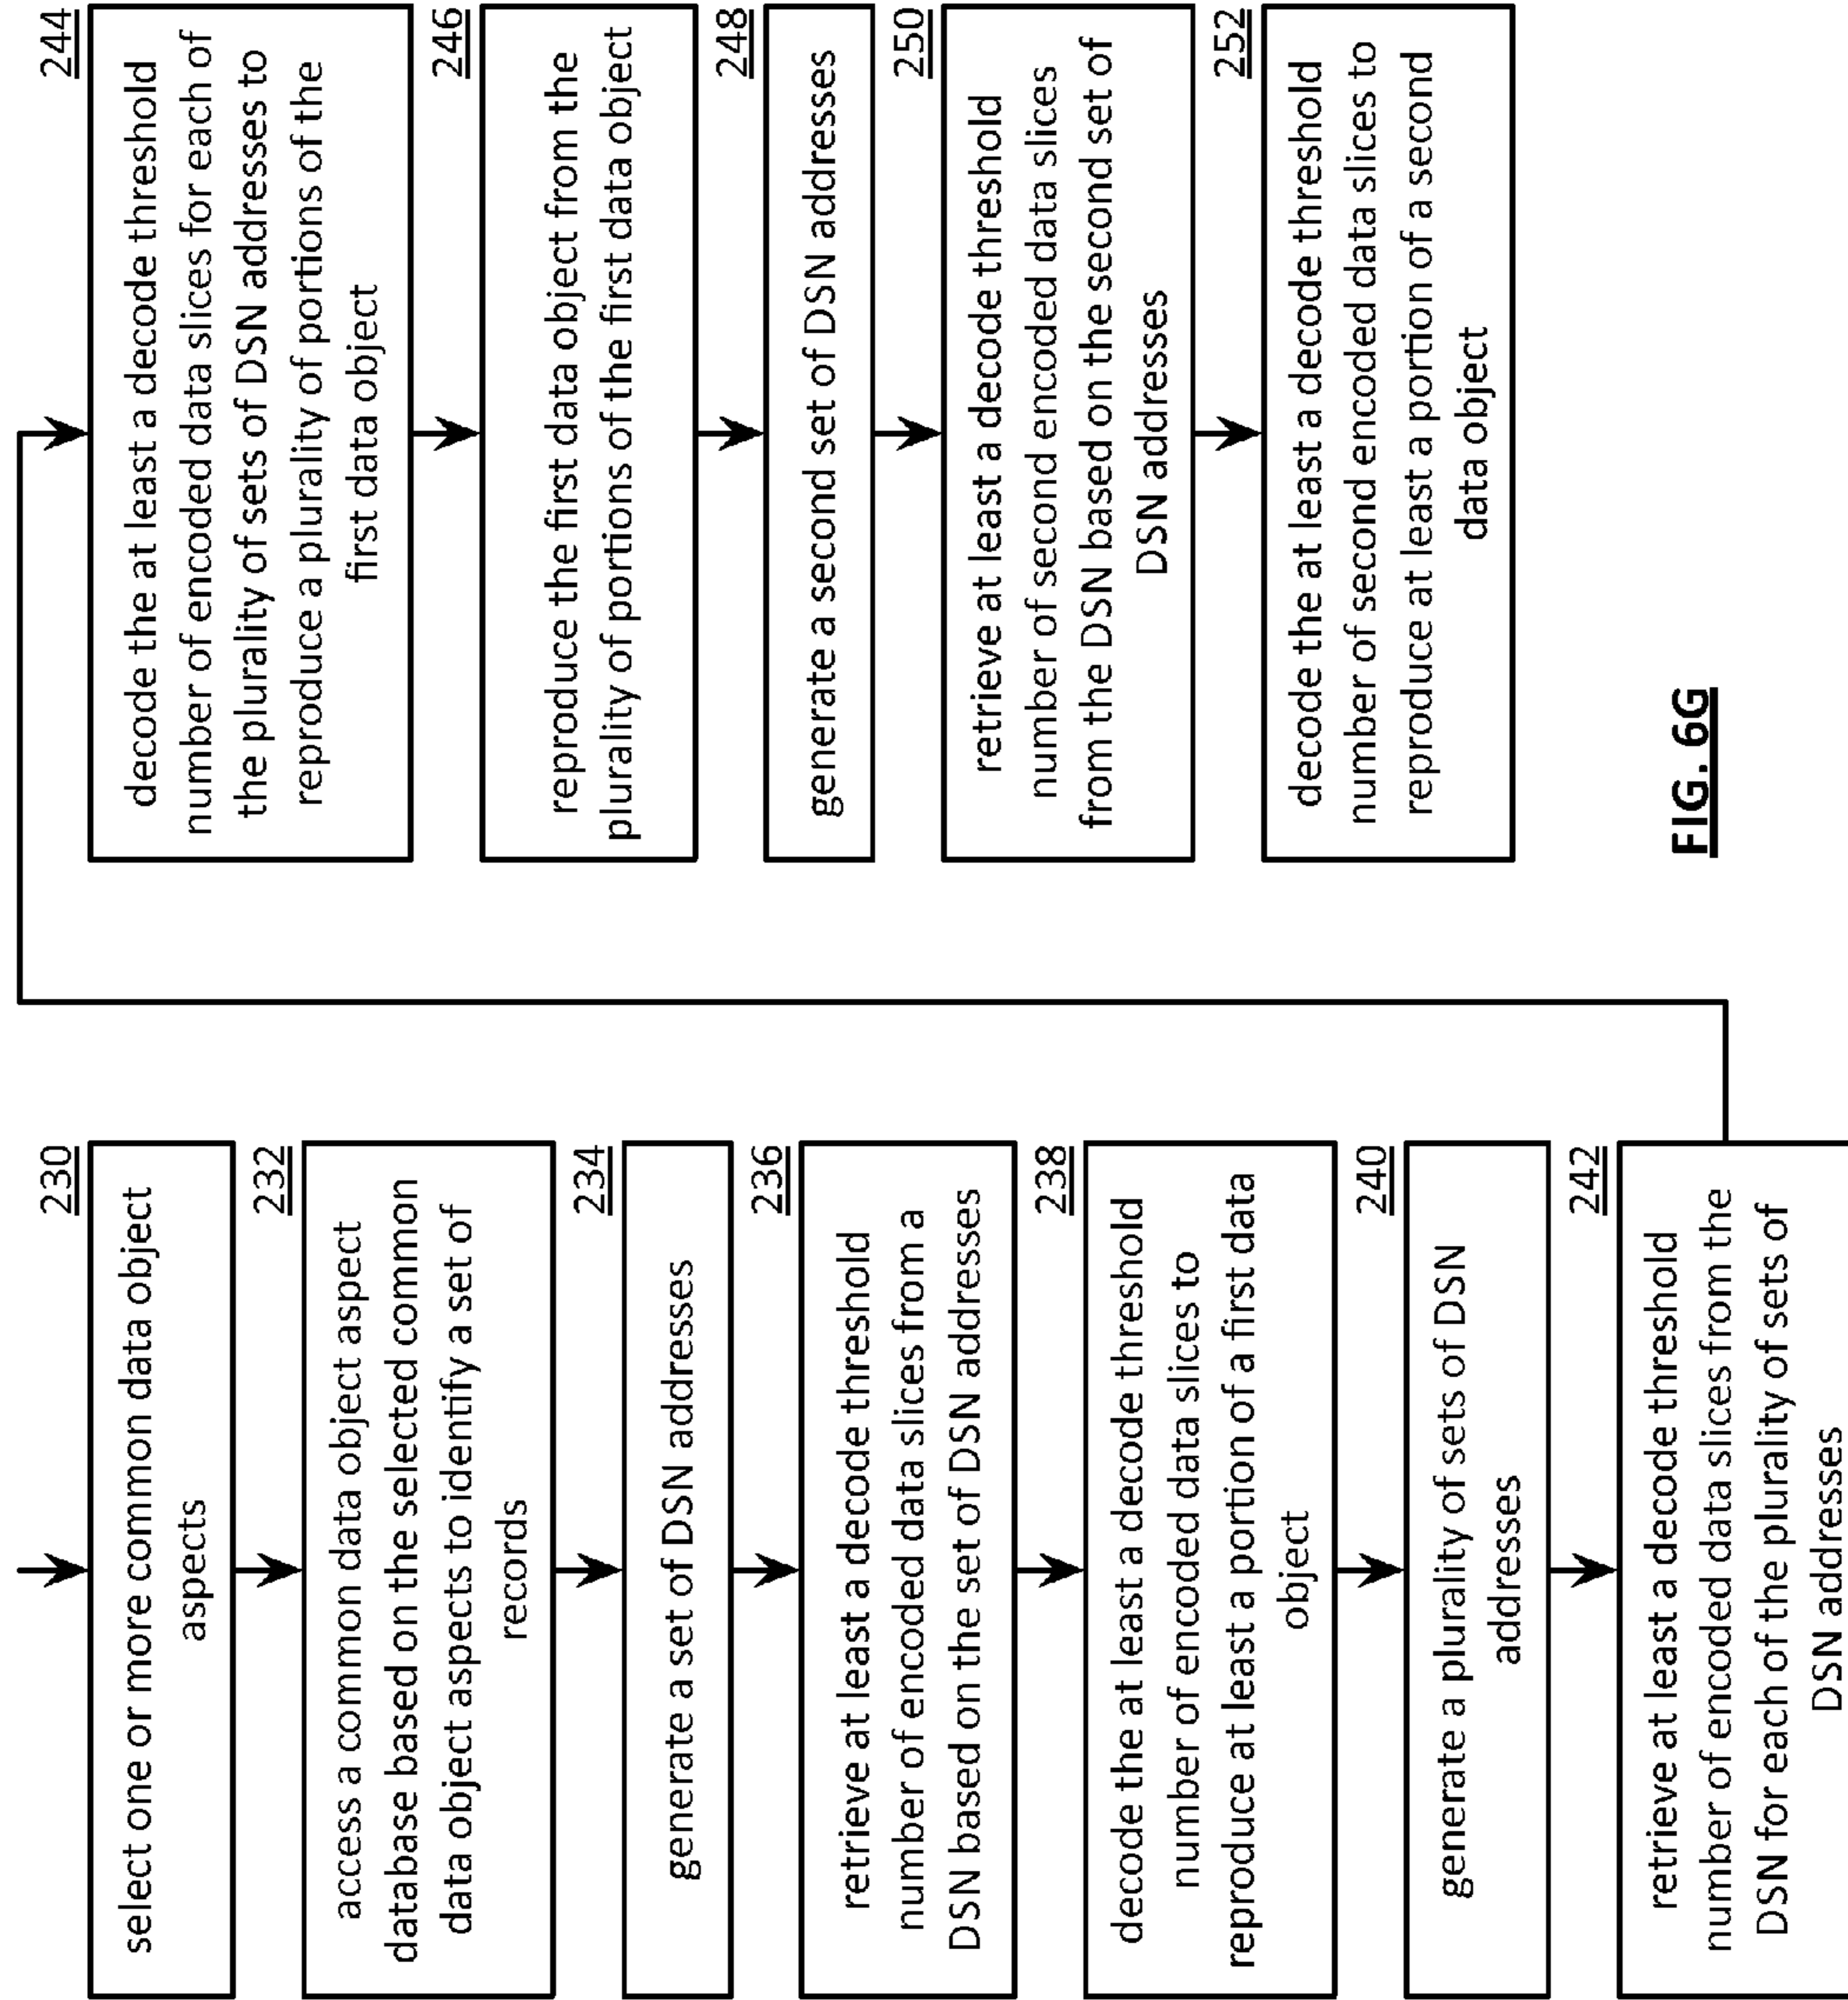 230
select one or more common data object
aspects
232
access a common data object aspect
database based on the selected common
data object aspects to identify a set of
records
234
generate a set of DSN addresses
236
retrieve at least a decode threshold
number of encoded data slices from a
DSN based on the set of DSN addresses
238
decode the at least a decode threshold
number of encoded data slices to
reproduce at least a portion of a first data
object
240
generate a plurality of sets of DSN
addresses
242
retrieve at least a decode threshold
number of encoded data slices from the
DSN for each of the plurality of sets of
DSN addresses
244
decode the at least a decode threshold
number of encoded data slices for each of
the plurality of sets of DSN addresses to
reproduce a plurality of portions of the
first data object
246
reproduce the first data object from the
plurality of portions of the first data object
248
generate a second set of DSN addresses
250
retrieve at least a decode threshold
number of second encoded data slices
from the DSN based on the second set of
DSN addresses
252
decode the at least a decode threshold
number of second encoded data slices to
reproduce at least a portion of a second
data object
FIG. 6G